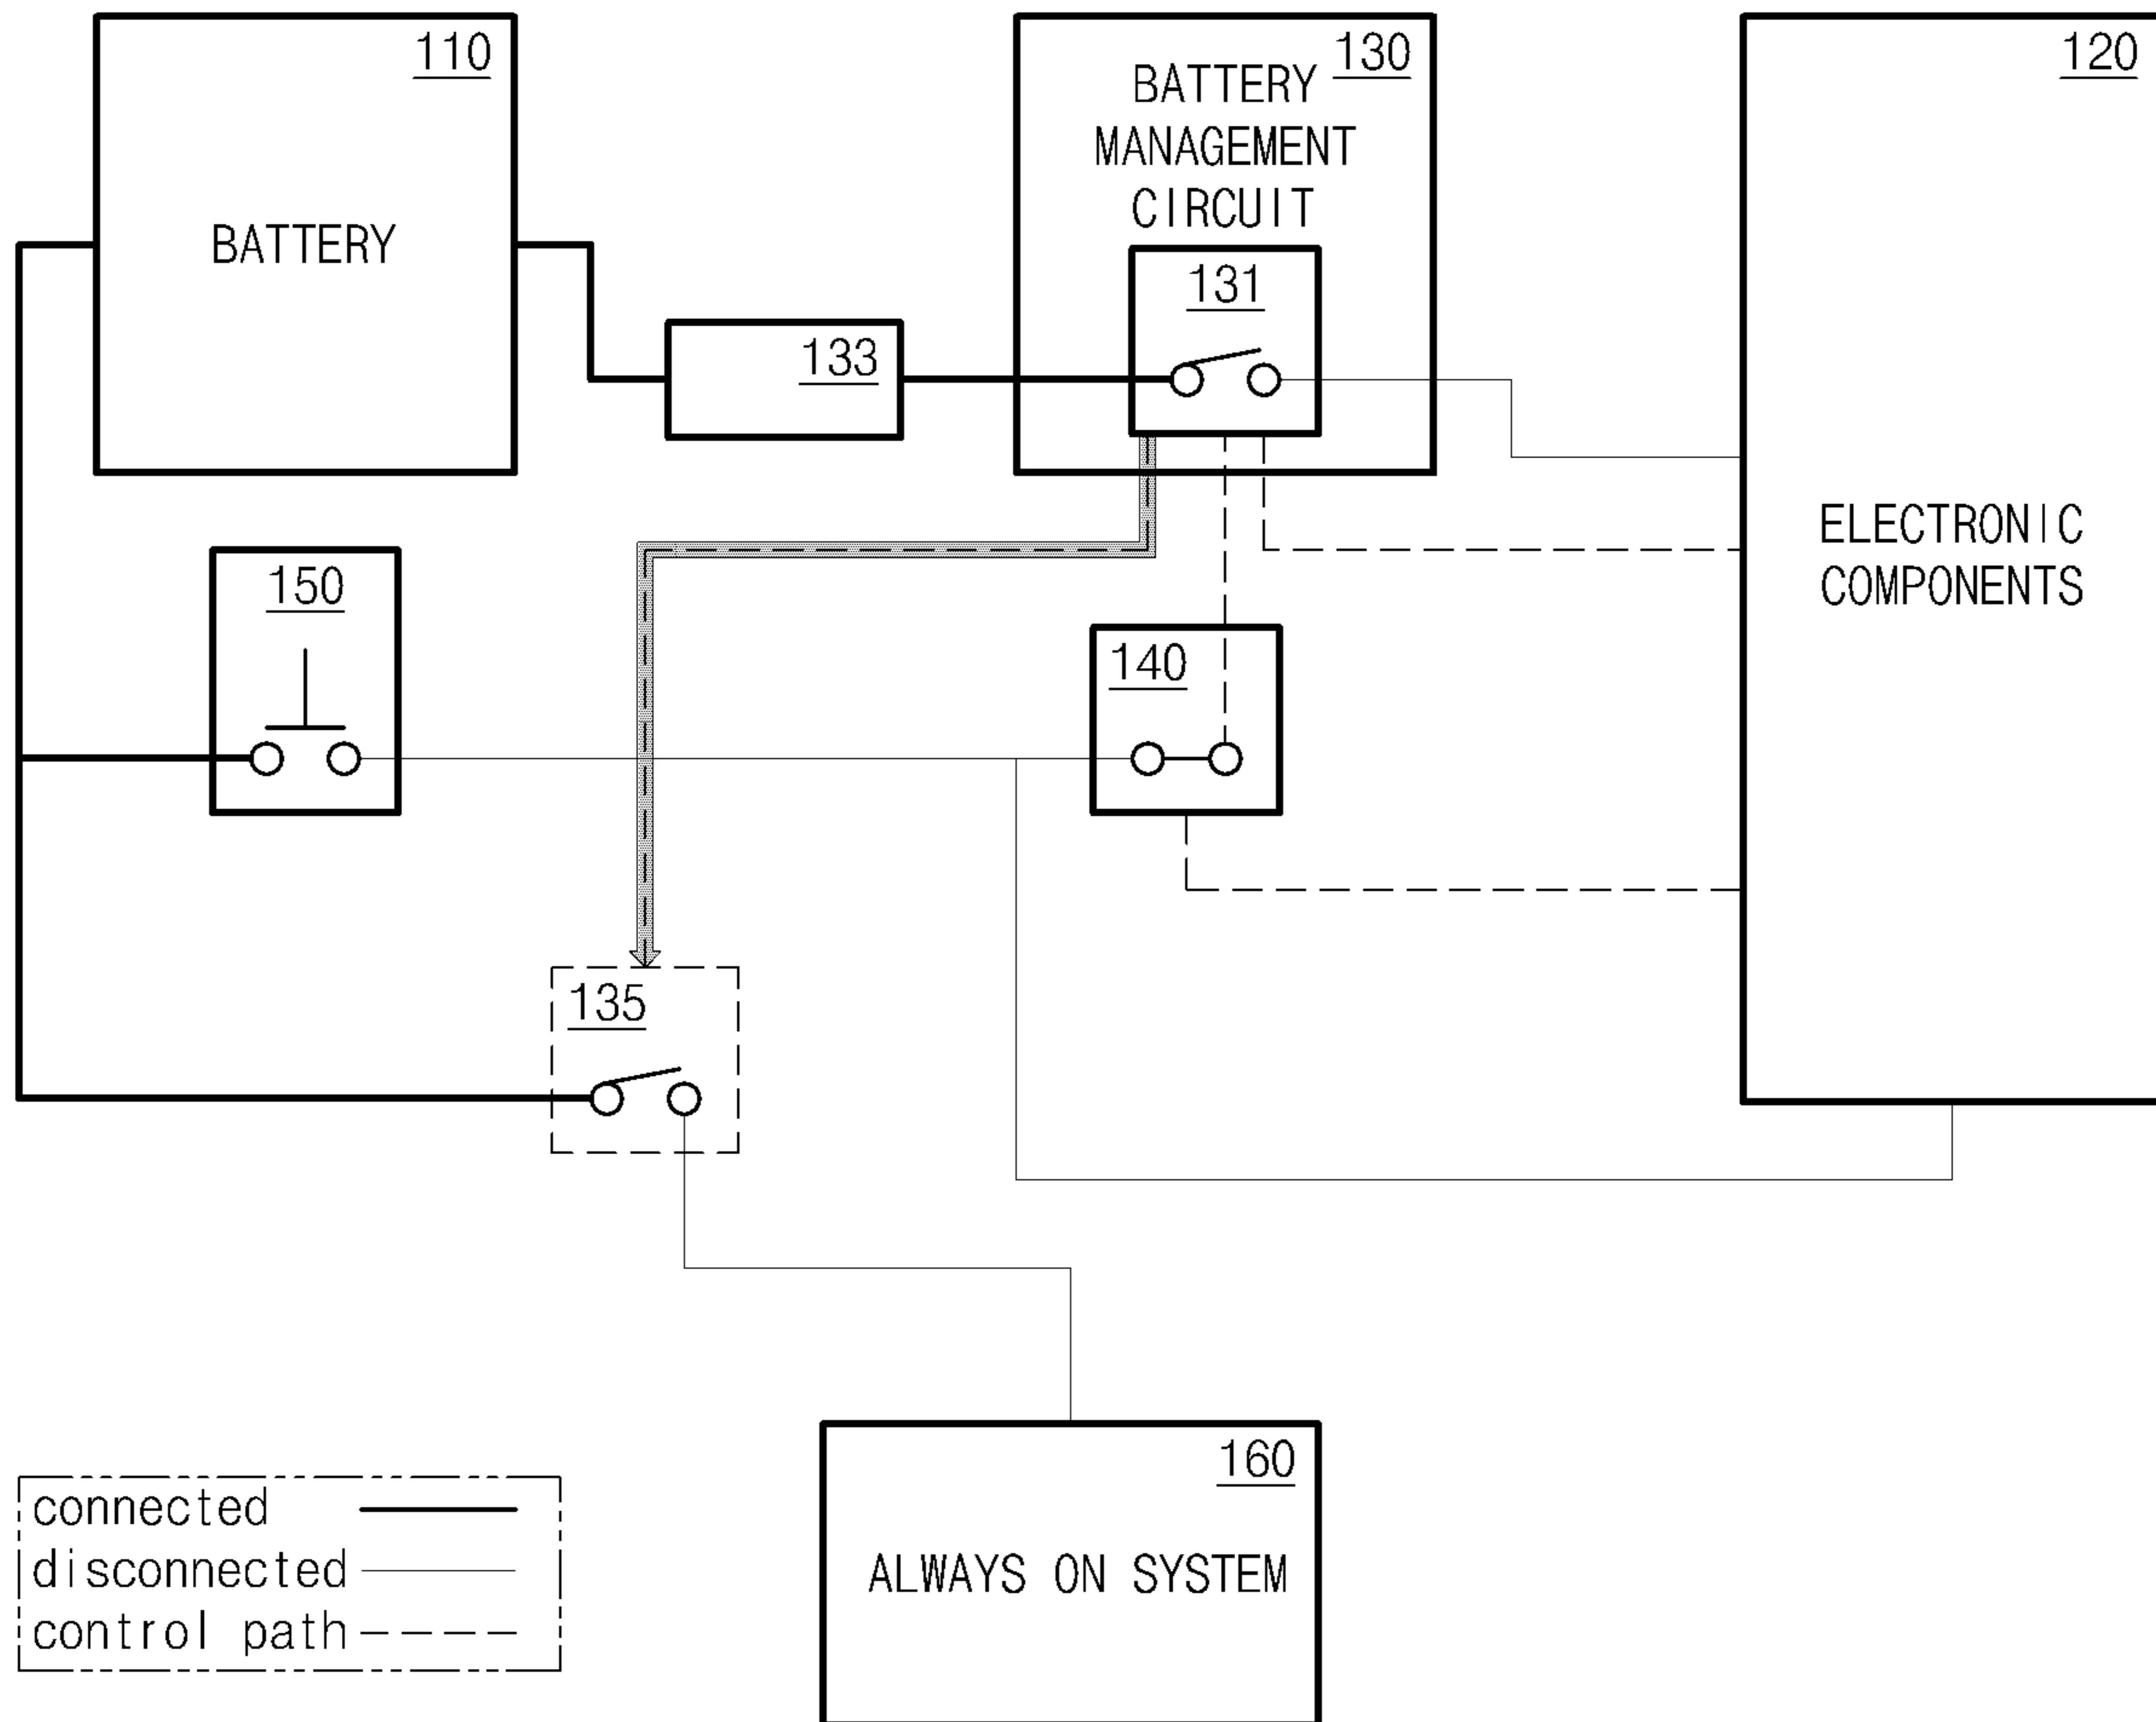 110
BATTERY
130
BATTERY
MANAGEMENT
CIRCUIT
131
133
120
ELECTRONIC
COMPONENTS
150
140
135
160
ALWAYS ON SYSTEM
connected
disconnected
control path